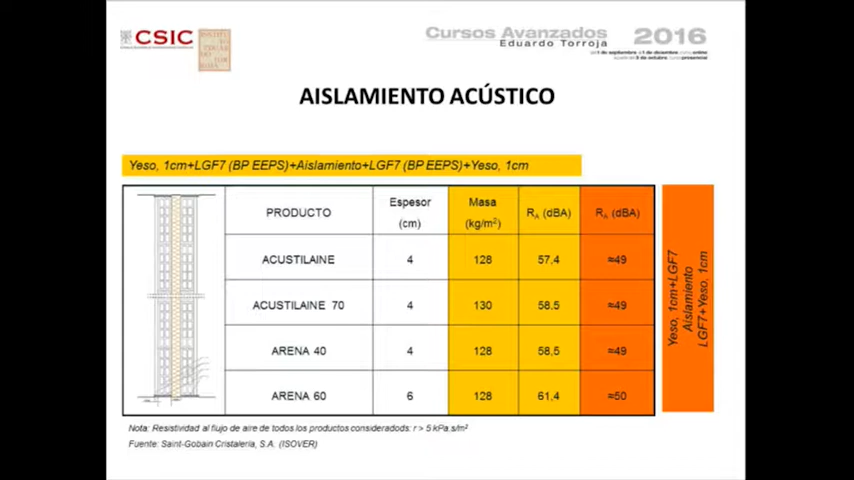 CSIC
INSTITU
Cursos Avanzados 2016
Eduardo Torroja
AISLAMIENTO ACÚSTICO
Yeso, 1cm+LGF7 (BP EEPS)+Aislamiento+LGF7 (BP EEPS)+Yeso, 1cm
PRODUCTO Espesor (cm) Masa (kg/m²) RA (dBA) RA (dBA)
ACUSTILAINE 4 128 57,4 ≈49
ACUSTILAINE 70 4 130 58.5 ≈49
ARENA 40 4 128 58,5 ≈49
ARENA 60 6 128 61,4 ≈50
Yeso, 1cm+LGF7
Aislamiento
LGF7+Yeso, 1cm
Nota: Resistividad al flujo de aire de todos los productos consideradods: r > 5 kPa.s/m²
Fuente: Saint-Gobain Cristalería, S.A. (ISOVER)